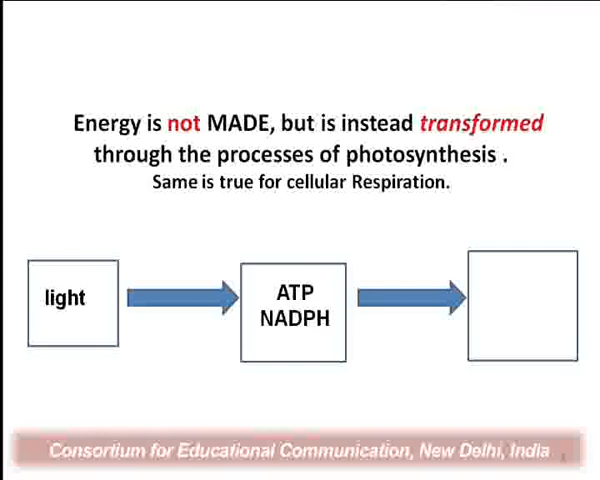 Energy is not MADE, but is instead transformed
through the processes of photosynthesis .
Same is true for cellular Respiration.
light
ATP
NADPH
Consortium for Educational Communication, New Delhi, India